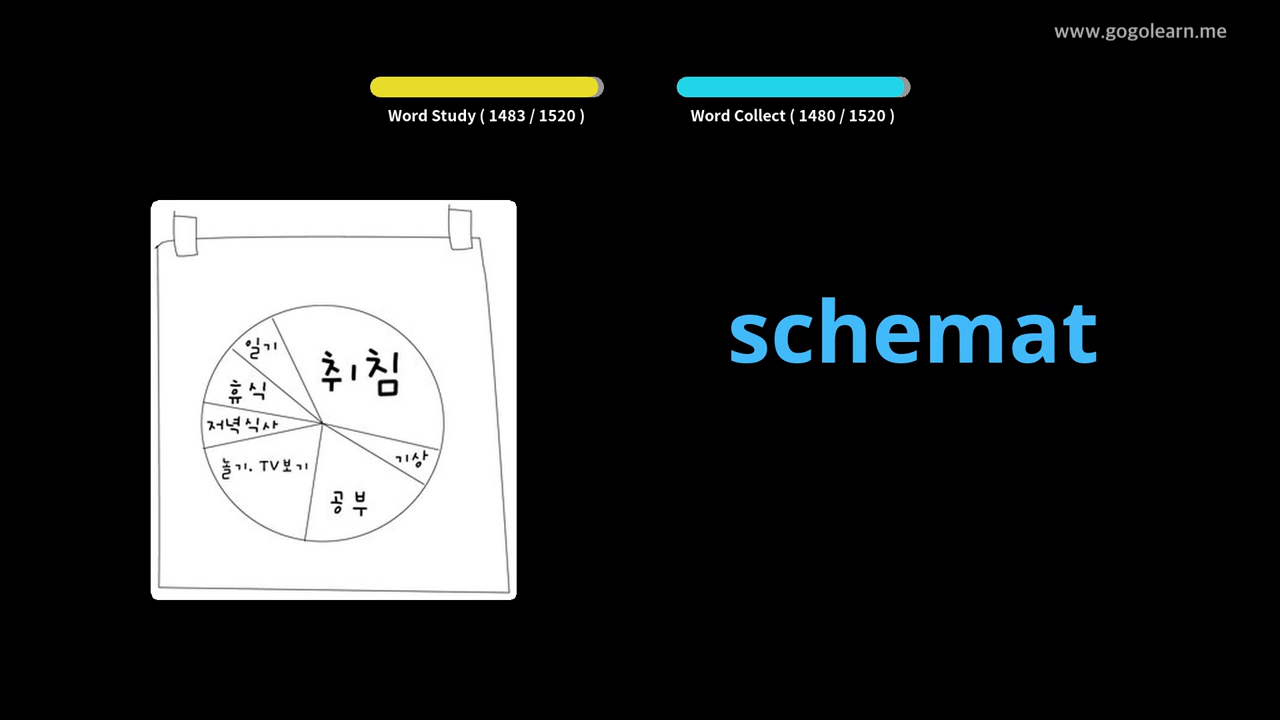 www.gogolearn.me
Word Study ( 1483 / 1520 )
Word Collect ( 1480 / 1520 )
schemat
일기
취침
휴식
저녁식사
놀기. TV보기
기상
공부